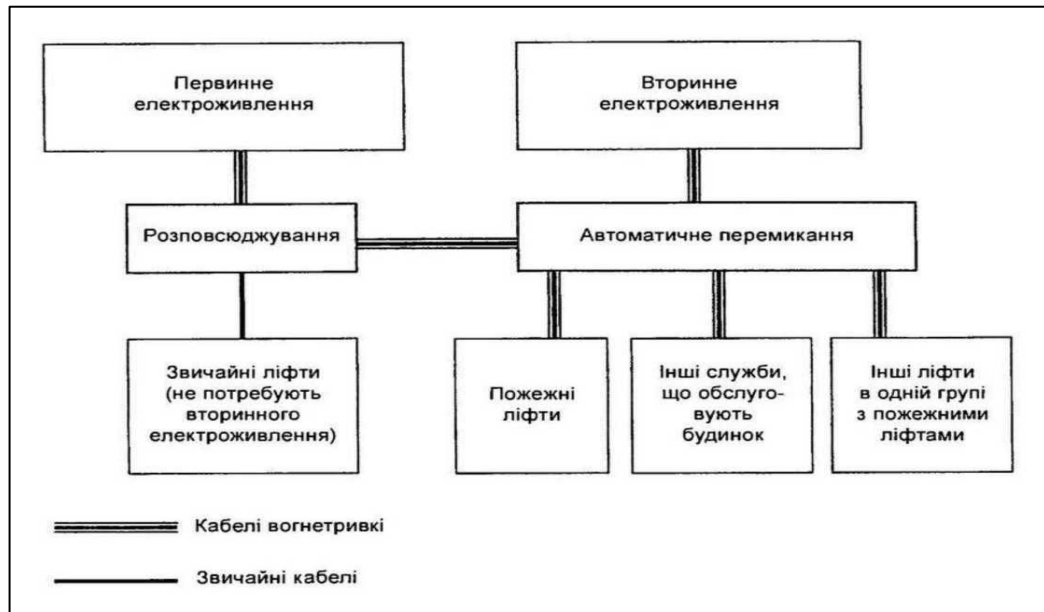 Первинне
електроживлення
Вторинне
електроживлення
Розповсюджування
Автоматичне перемикання
Звичайні ліфти
(не потребують
вторинного
електроживлення)
Пожежні
ліфти
Інші служби,
що обслуго-
вують
будинок
Інші ліфти
в одній групі
з пожежними
ліфтами
Кабелі вогнетривкі
Звичайні кабелі